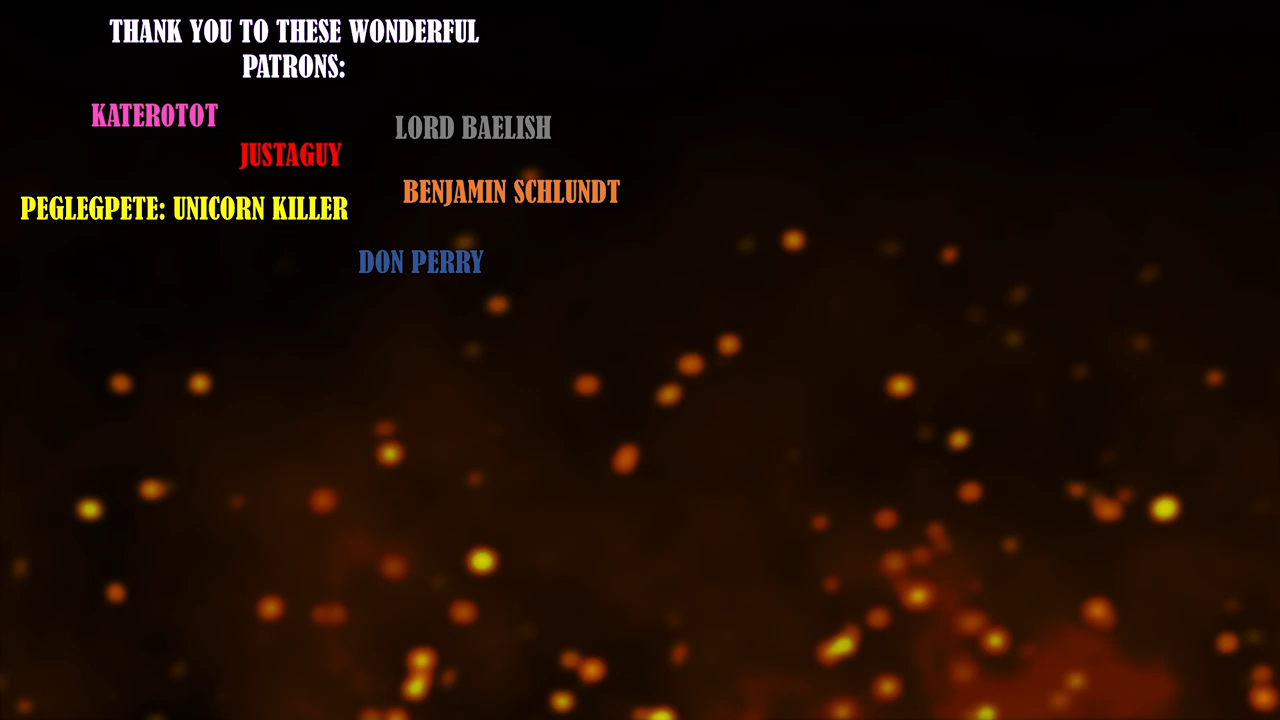 THANK YOU TO THESE WONDERFUL
PATRONS:
KATEROTOT
LORD BAELISH
JUSTAGUY
BENJAMIN SCHLUNDT
PEGLEGPETE: UNICORN KILLER
DON PERRY